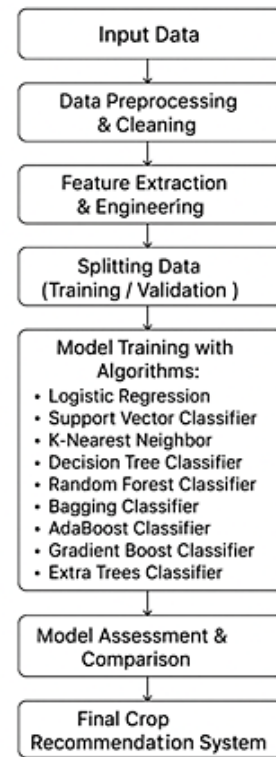 Input Data
Data Preprocessing
& Cleaning
Feature Extraction
& Engineering
Splitting Data
(Training / Validation )
Model Training with
Algorithms:
• Logistic Regression
• Support Vector Classifier
• K-Nearest Neighbor
• Decision Tree Classifier
• Random Forest Classifier
• Bagging Classifier
• AdaBoost Classifier
• Gradient Boost Classifier
• Extra Trees Classifier
Model Assessment &
Comparison
Final Crop
Recommendation System